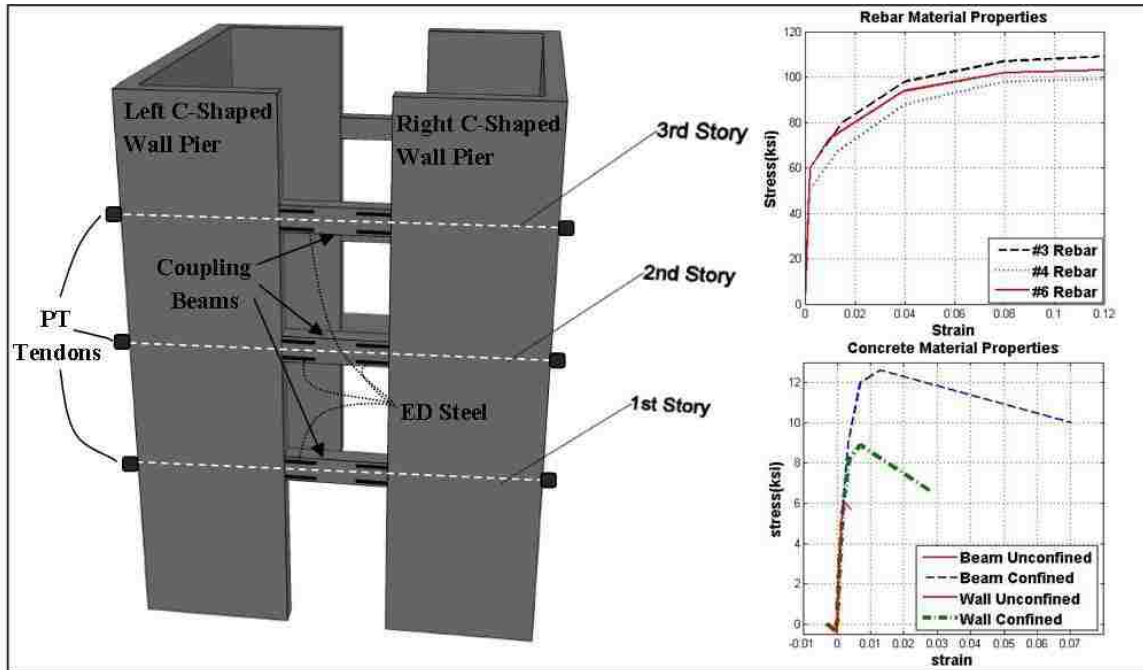 Left C-Shaped
Wall Pier
Right C-Shaped
Wall Pier
3rd Story
Coupling
Beams
2nd Story
PT
Tendons
ED Steel
1st Story
Rebar Material Properties
120
100
80
60
40
20
0
Stress(ksi)
#3 Rebar
#4 Rebar
#6 Rebar
0 0.02 0.04 0.06 0.08 0.1 0.12
Strain
Concrete Material Properties
12
10
8
6
4
2
0
stress(ksi)
Beam Unconfined
Beam Confined
Wall Unconfined
Wall Confined
-0.01 0 0.01 0.02 0.03 0.04 0.05 0.06 0.07
strain